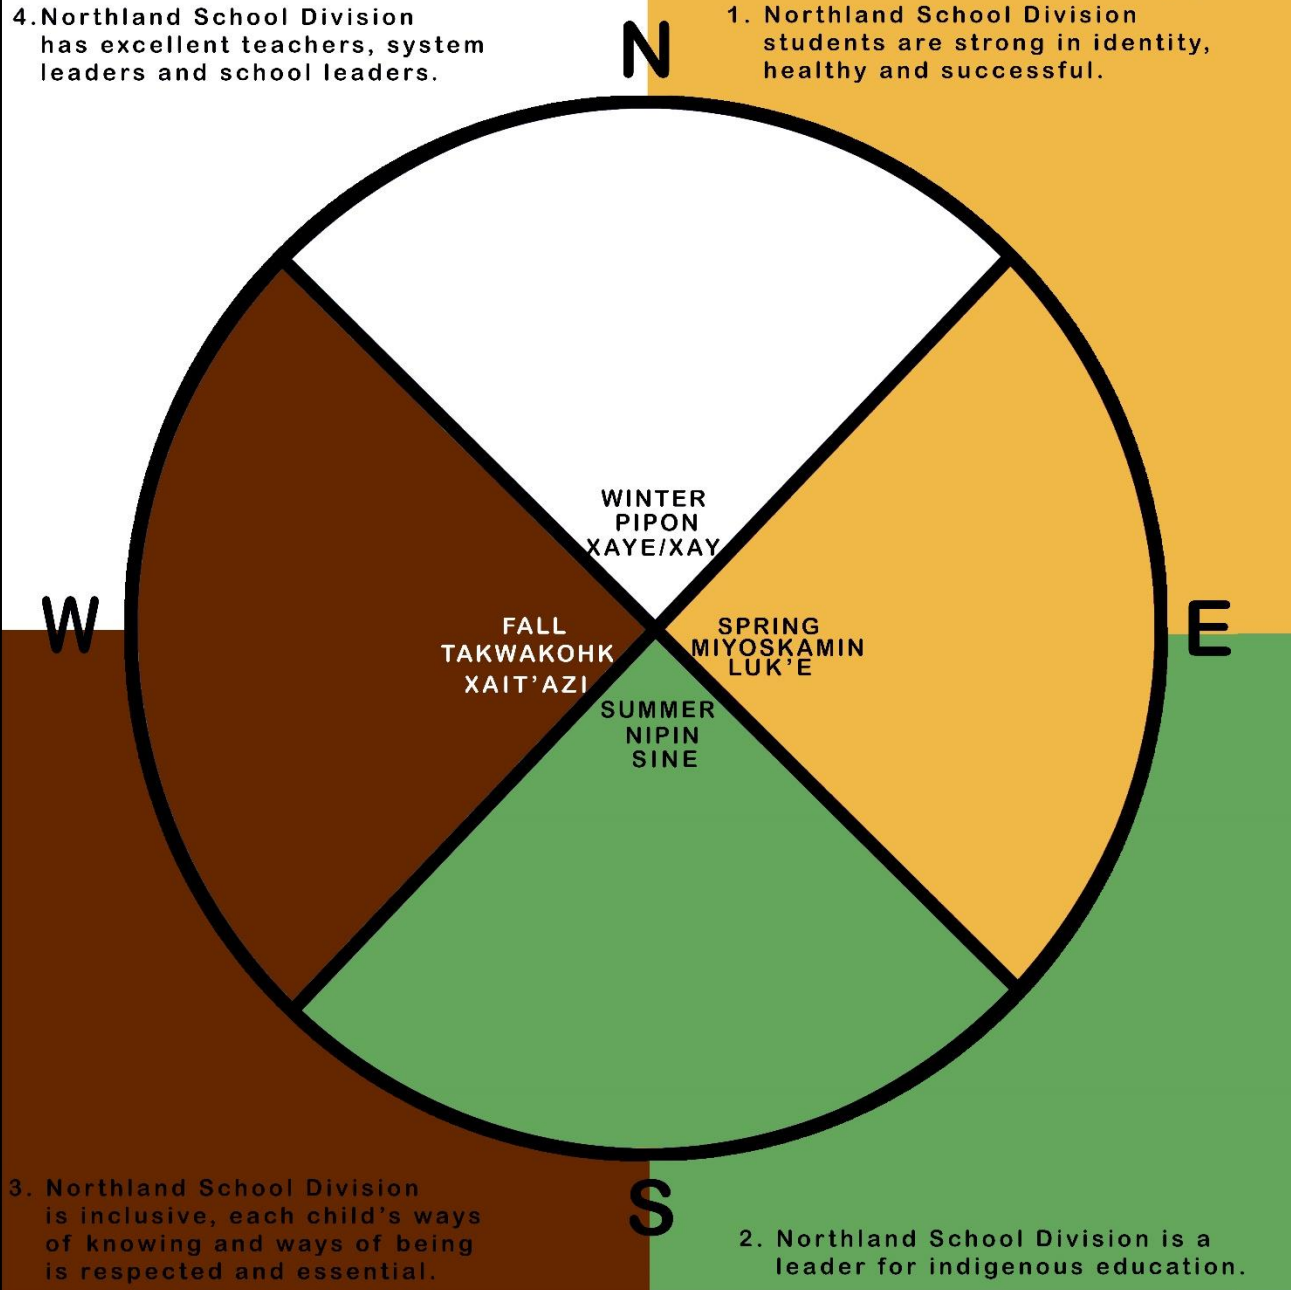 4.Northland School Division
has excellent teachers, system
leaders and school leaders.
N
1. Northland School Division
students are strong in identity,
healthy and successful.
WINTER
PIPON
XAYE/XAY
W
FALL
TAKWAKOHK
XAIT'AZI
SPRING
MIYOSKAMIN
LUK'E
E
SUMMER
NIPIN
SINE
3. Northland School Division
is inclusive, each child's ways
of knowing and ways of being
is respected and essential.
S
2. Northland School Division is a
leader for indigenous education.